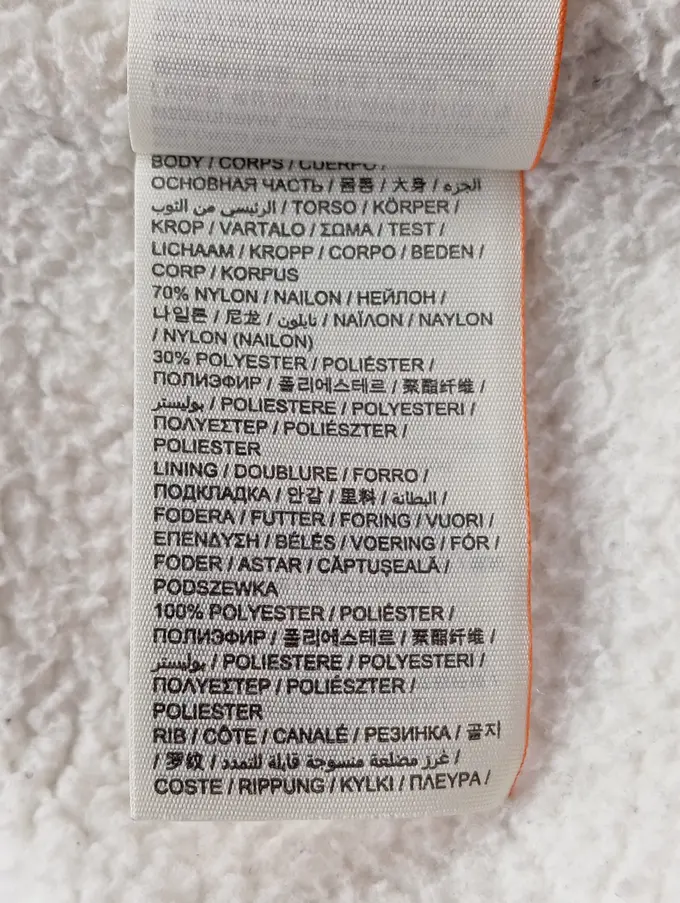 BODY / CORPS / CUERPO /
ОСНОВНАЯ ЧАСТЬ / 몸통 / 大身 / الجزء
الرئيسي من الثوب / TORSO / KÖRPER /
KROP / VARTALO / ΣΩΜΑ / TEST /
LICHAAM / KROPP / CORPO / BEDEN /
CORP / KORPUS
70% NYLON / NAILON / НЕЙЛОН /
나일론 / 尼龙 / نايلون / ΝΑΪΛΟΝ / NAYLON
/ NYLON (NAILON)
30% POLYESTER / POLIÉSTER /
ПОЛИЭФИР / 폴리에스테르 / 聚酯纤维 /
بوليستر / POLIESTERE / POLYESTERI /
ΠΟΛΥΕΣΤΕΡ / POLIÉSZTER /
POLIESTER
LINING / DOUBLURE / FORRO /
ПОДКЛАДКА / 안감 / 里料 / البطانة /
FODERA / FUTTER / FORING / VUORI /
ΕΠΕΝΔΥΣΗ / BÉLÉS / VOERING / FÓR /
FODER / ASTAR / CĂPTUȘEALĂ /
PODSZEWKA
100% POLYESTER / POLIÉSTER /
ПОЛИЭФИР / 폴리에스테르 / 聚酯纤维 /
بوليستر / POLIESTERE / POLYESTERI /
ΠΟΛΥΕΣΤΕΡ / POLIÉSZTER /
POLIESTER
RIB / CÔTE / CANALÉ / РЕЗИНКА / 골지
/ 罗纹 / غرز مضلعة منسوجة قابلة للتمدد /
COSTE / RIPPUNG / KYLKI / ΠΛΕΥΡΑ /